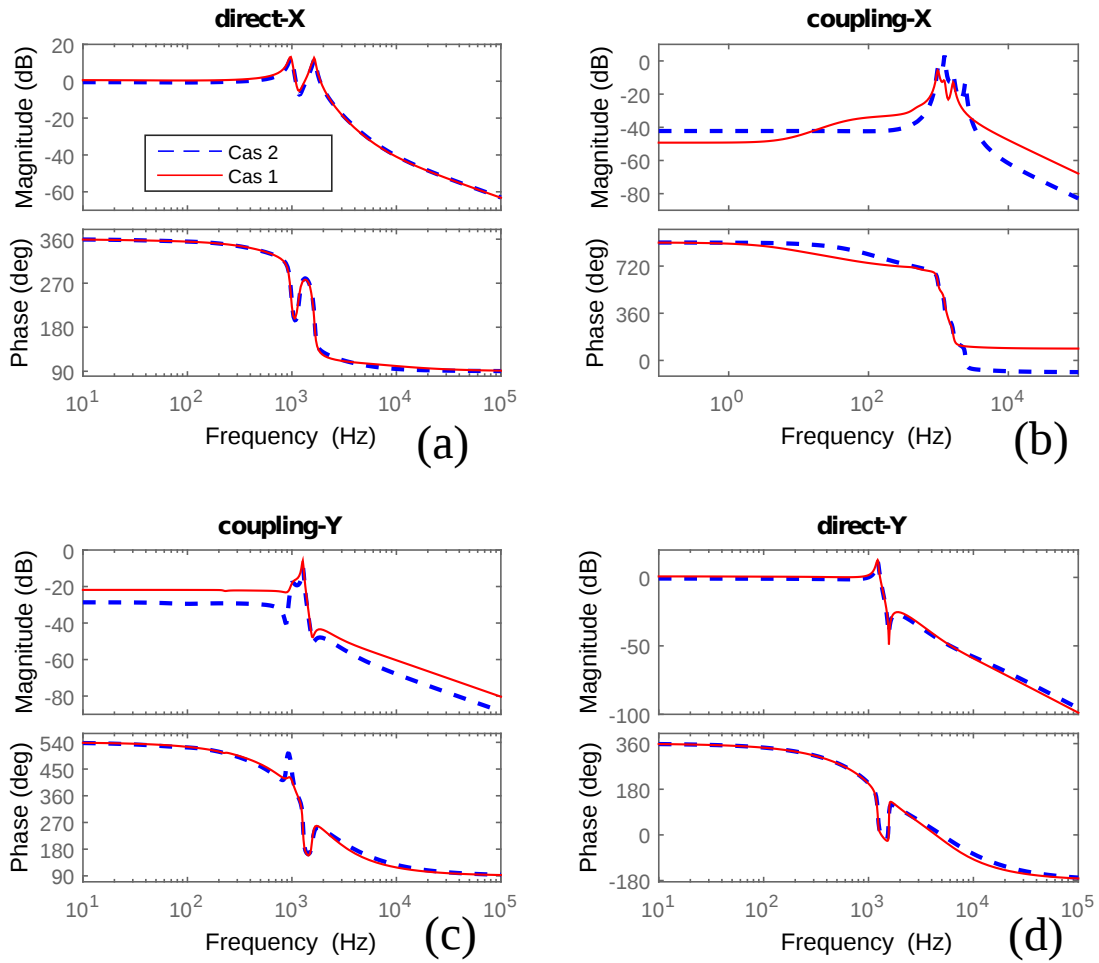 direct-X
20
0
-20
-40
-60
Magnitude (dB)
Cas 2
Cas 1
360
270
180
90
Phase (deg)
10^1 10^2 10^3 10^4 10^5
Frequency (Hz)
(a)
coupling-X
0
-20
-40
-60
-80
Magnitude (dB)
720
360
0
Phase (deg)
10^0 10^2 10^4
Frequency (Hz)
(b)
coupling-Y
0
-20
-40
-60
-80
Magnitude (dB)
540
450
360
270
180
90
Phase (deg)
10^1 10^2 10^3 10^4 10^5
Frequency (Hz)
(c)
direct-Y
0
-50
-100
Magnitude (dB)
360
180
0
-180
Phase (deg)
10^1 10^2 10^3 10^4 10^5
Frequency (Hz)
(d)